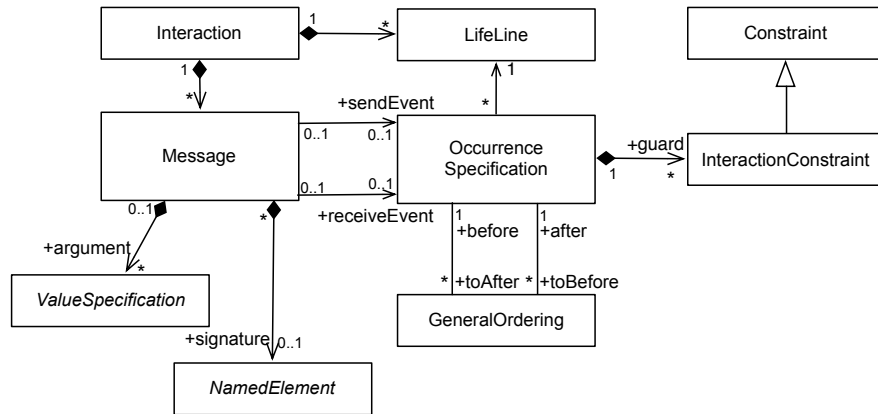 Interaction
1
*
LifeLine
Constraint
1
*
1
*
+sendEvent
0..1
0..1
Message
Occurrence
Specification
+guard
1
*
InteractionConstraint
0..1
0..1
+receiveEvent
0..1
*
1
+before
1
+after
+argument
*
*
+toAfter
*
+toBefore
ValueSpecification
GeneralOrdering
+signature
0..1
NamedElement